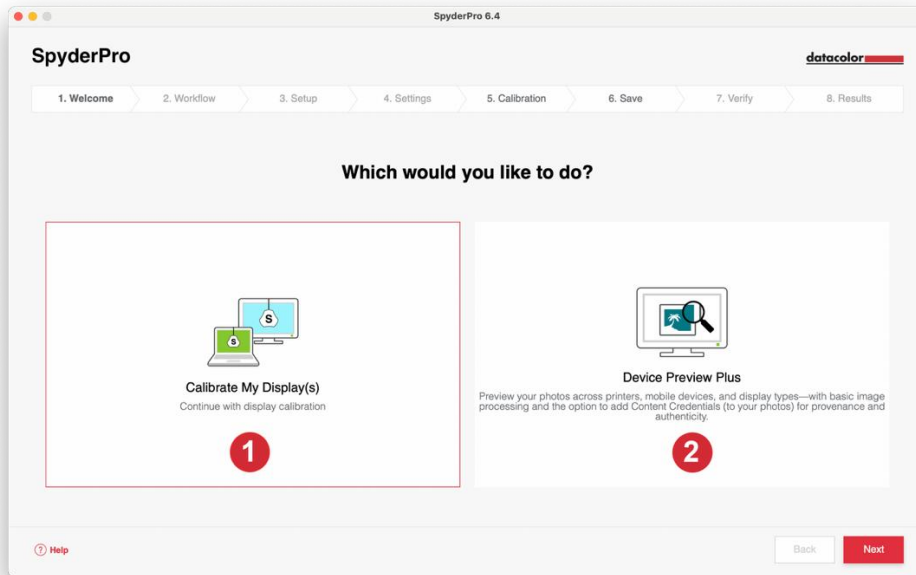 SpyderPro 6.4
SpyderPro
datacolor
1. Welcome
2. Workflow
3. Setup
4. Settings
5. Calibration
6. Save
7. Verify
8. Results
Which would you like to do?
S
S
Calibrate My Display(s)
Continue with display calibration
1
Device Preview Plus
Preview your photos across printers, mobile devices, and display types—with basic image
processing and the option to add Content Credentials (to your photos) for provenance and
authenticity.
2
? Help
Back
Next